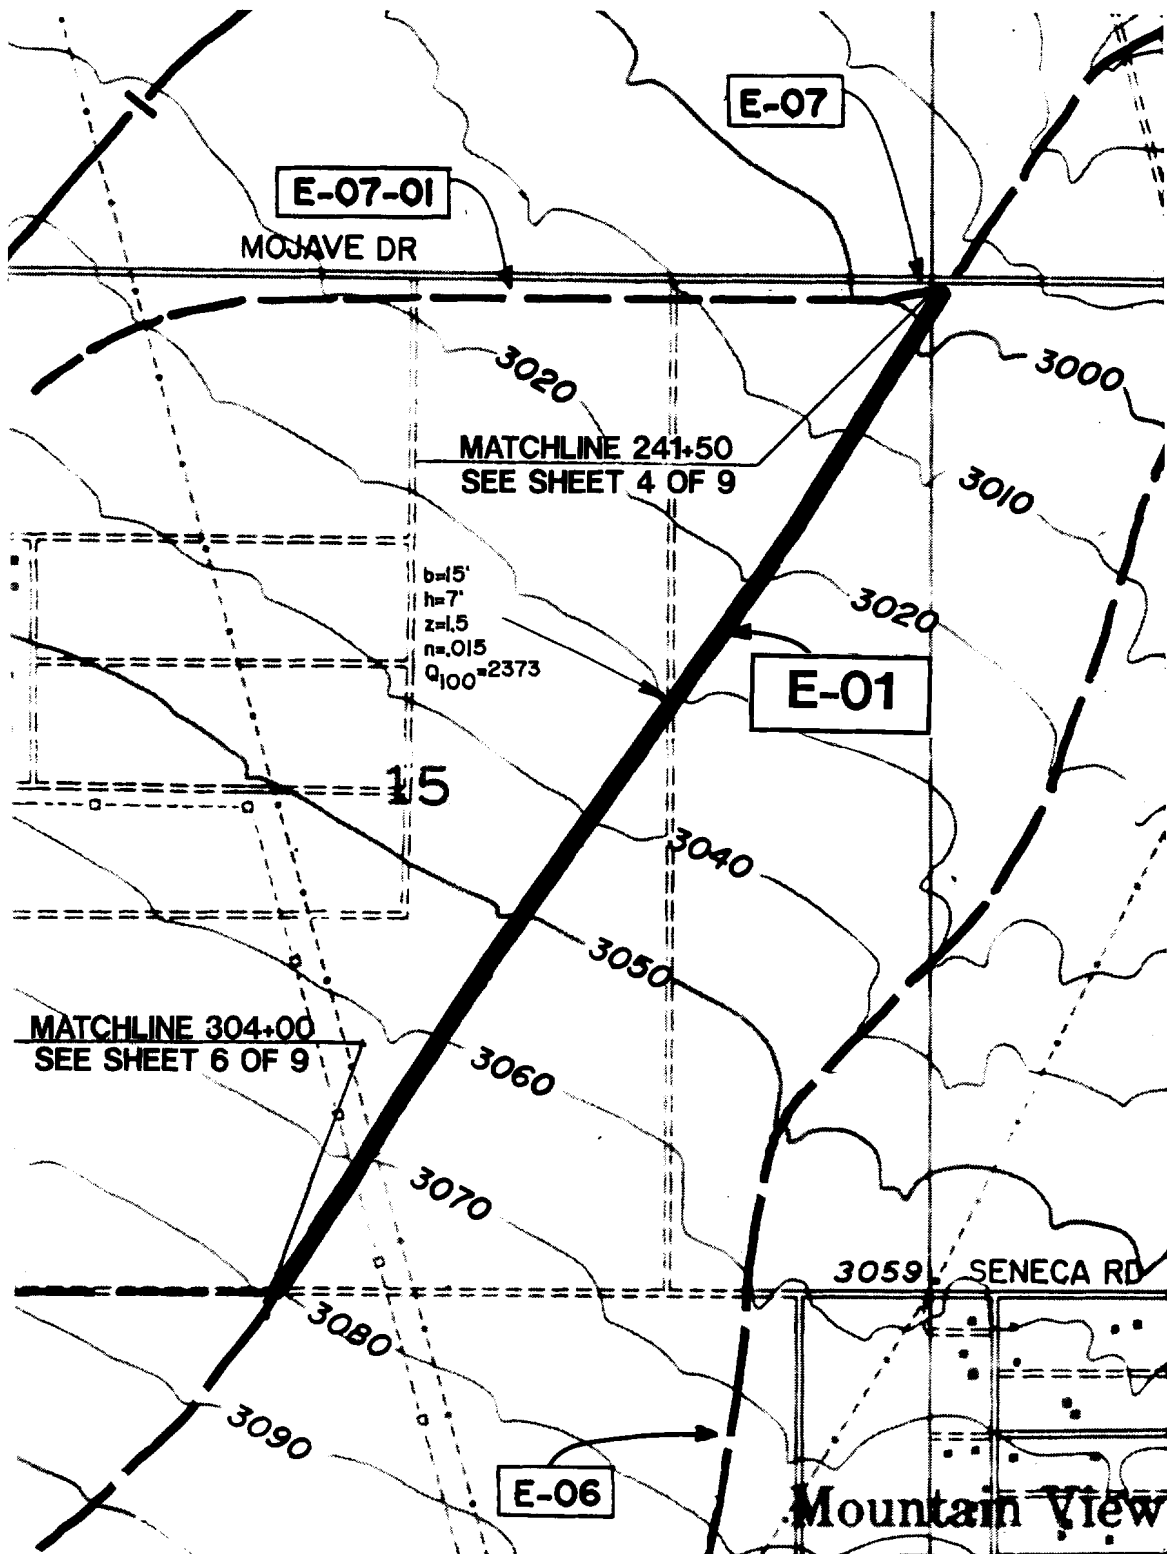 E-07
E-07-01
MOJAVE DR
3020
3000
MATCHLINE 241+50
SEE SHEET 4 OF 9
3010
b=15'
h=7'
z=1.5
n=.015
Q100=2373
3020
E-01
15
3040
3050
MATCHLINE 304+00
SEE SHEET 6 OF 9
3060
3070
3059
SENECA RD
3080
3090
E-06
Mountain View